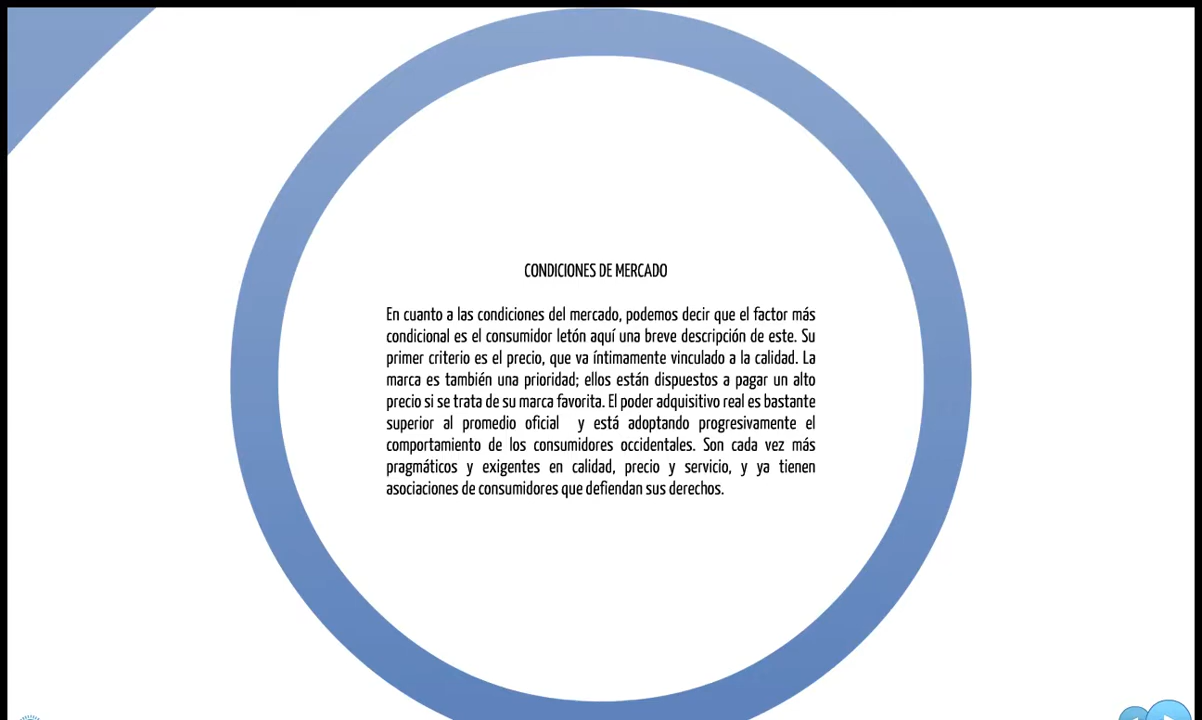 CONDICIONES DE MERCADO
En cuanto a las condiciones del mercado, podemos decir que el factor más
condicional es el consumidor letón aquí una breve descripción de este. Su
primer criterio es el precio, que va íntimamente vinculado a la calidad. La
marca es también una prioridad; ellos están dispuestos a pagar un alto
precio si se trata de su marca favorita. El poder adquisitivo real es bastante
superior al promedio oficial y está adoptando progresivamente el
comportamiento de los consumidores occidentales. Son cada vez más
pragmáticos y exigentes en calidad, precio y servicio, y ya tienen
asociaciones de consumidores que defiendan sus derechos.